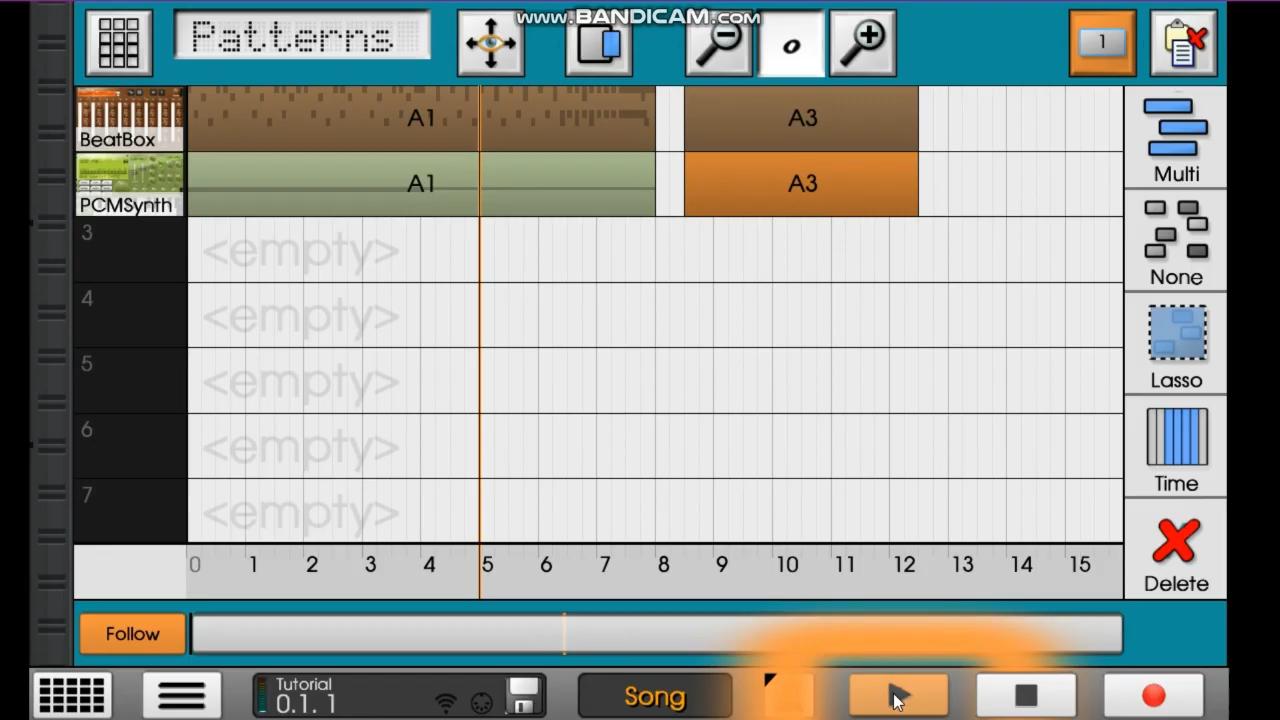 www.BANDICAM.com
Patterns
1
BeatBox
A1
A3
PCMSynth
A1
A3
3
<empty>
4
<empty>
5
<empty>
6
<empty>
7
<empty>
0 1 2 3 4 5 6 7 8 9 10 11 12 13 14 15
Multi
None
Lasso
Time
Delete
Follow
Tutorial
0.1. 1
Song